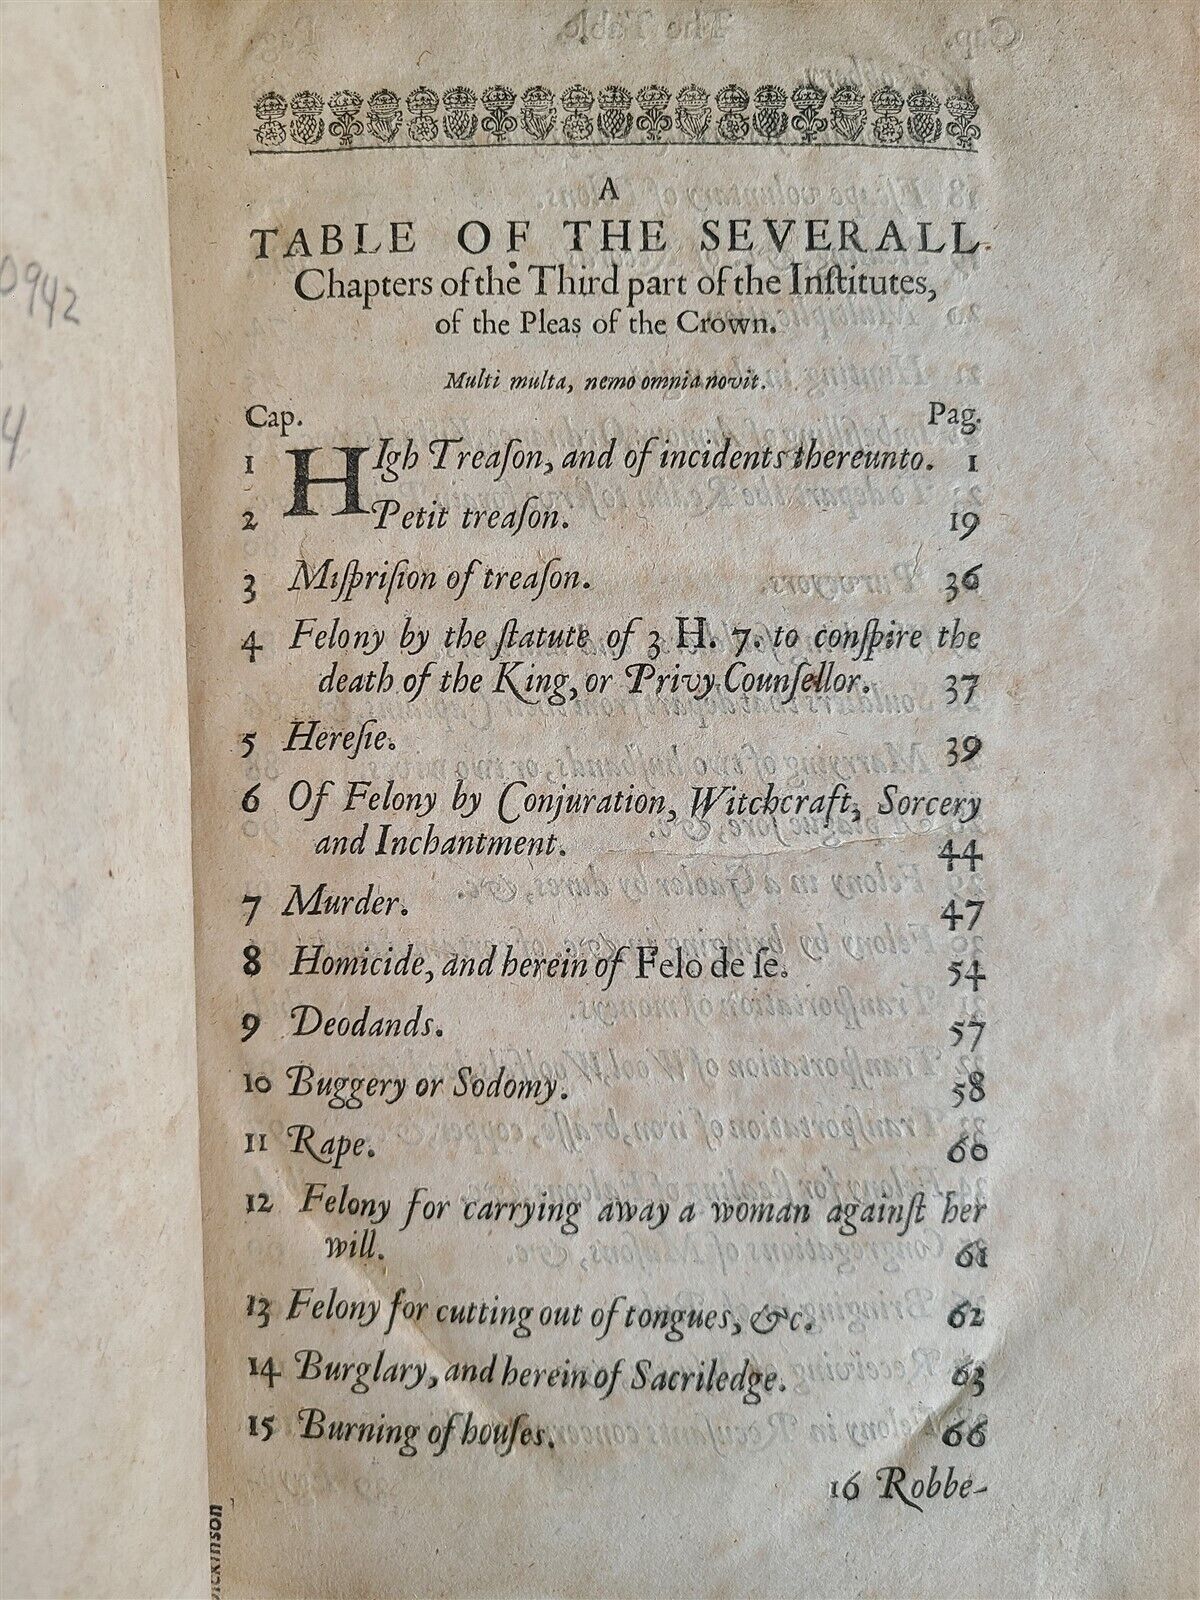 A
TABLE OF THE SEVERALL
Chapters of the Third part of the Inſtitutes,
of the Pleas of the Crown.
Multi multa, nemo omnia novit.
Cap. Pag.
1 HIgh Treaſon, and of incidents thereunto. 1
2 Petit treaſon. 19
3 Miſpriſion of treaſon. 36
4 Felony by the ſtatute of 3 H. 7. to conſpire the
death of the King, or Privy Counſellor. 37
5 Hereſie. 39
6 Of Felony by Conjuration, Witchcraft, Sorcery
and Inchantment. 44
7 Murder. 47
8 Homicide, and herein of Felo de ſe. 54
9 Deodands. 57
10 Buggery or Sodomy. 58
11 Rape. 60
12 Felony for carrying away a woman againſt her
will. 61
13 Felony for cutting out of tongues, &c. 62
14 Burglary, and herein of Sacriledge. 63
15 Burning of houſes. 66
16 Robbe-
0942
4